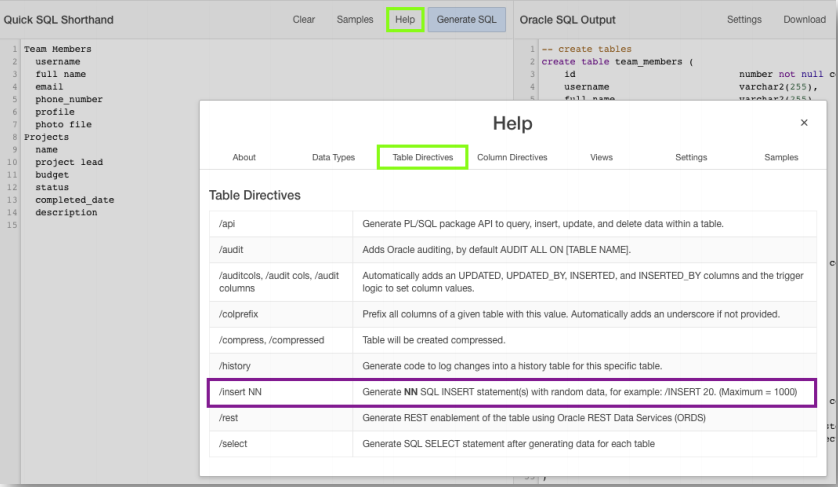 Quick SQL Shorthand Clear Samples Help Generate SQL Oracle SQL Output Settings Download
1 Team Members
2 username
3 full name
4 email
5 phone_number
6 profile
7 photo file
8 Projects
9 name
10 project lead
11 budget
12 status
13 completed_date
14 description
15
1 -- create tables
2 create table team_members (
3 id number not null c
4 username varchar2(255),
5 full_name varchar2(255)
Help ×
About Data Types Table Directives Column Directives Views Settings Samples
Table Directives
/api Generate PL/SQL package API to query, insert, update, and delete data within a table.
/audit Adds Oracle auditing, by default AUDIT ALL ON [TABLE NAME].
/auditcols, /audit cols, /audit columns Automatically adds an UPDATED, UPDATED_BY, INSERTED, and INSERTED_BY columns and the trigger logic to set column values.
/colprefix Prefix all columns of a given table with this value. Automatically adds an underscore if not provided.
/compress, /compressed Table will be created compressed.
/history Generate code to log changes into a history table for this specific table.
/insert NN Generate NN SQL INSERT statement(s) with random data, for example: /INSERT 20. (Maximum = 1000)
/rest Generate REST enablement of the table using Oracle REST Data Services (ORDS)
/select Generate SQL SELECT statement after generating data for each table